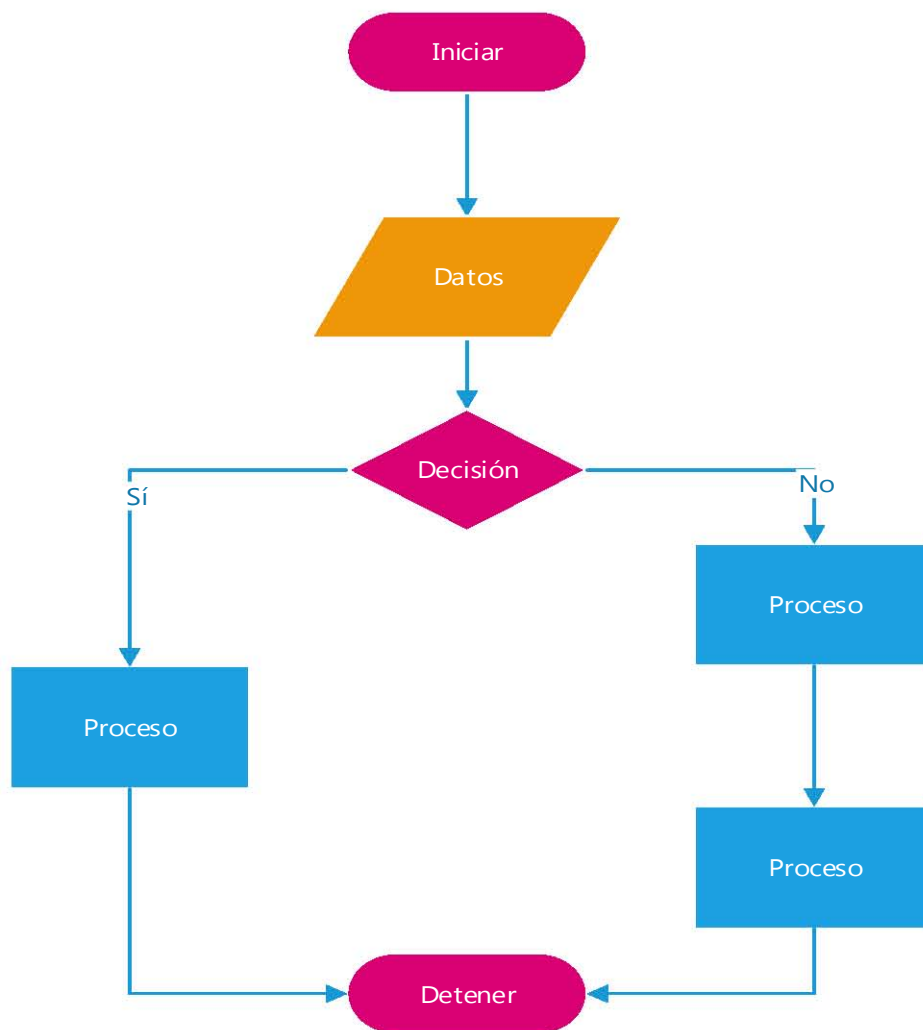 Iniciar
Datos
Decisión
Sí
No
Proceso
Proceso
Proceso
Detener